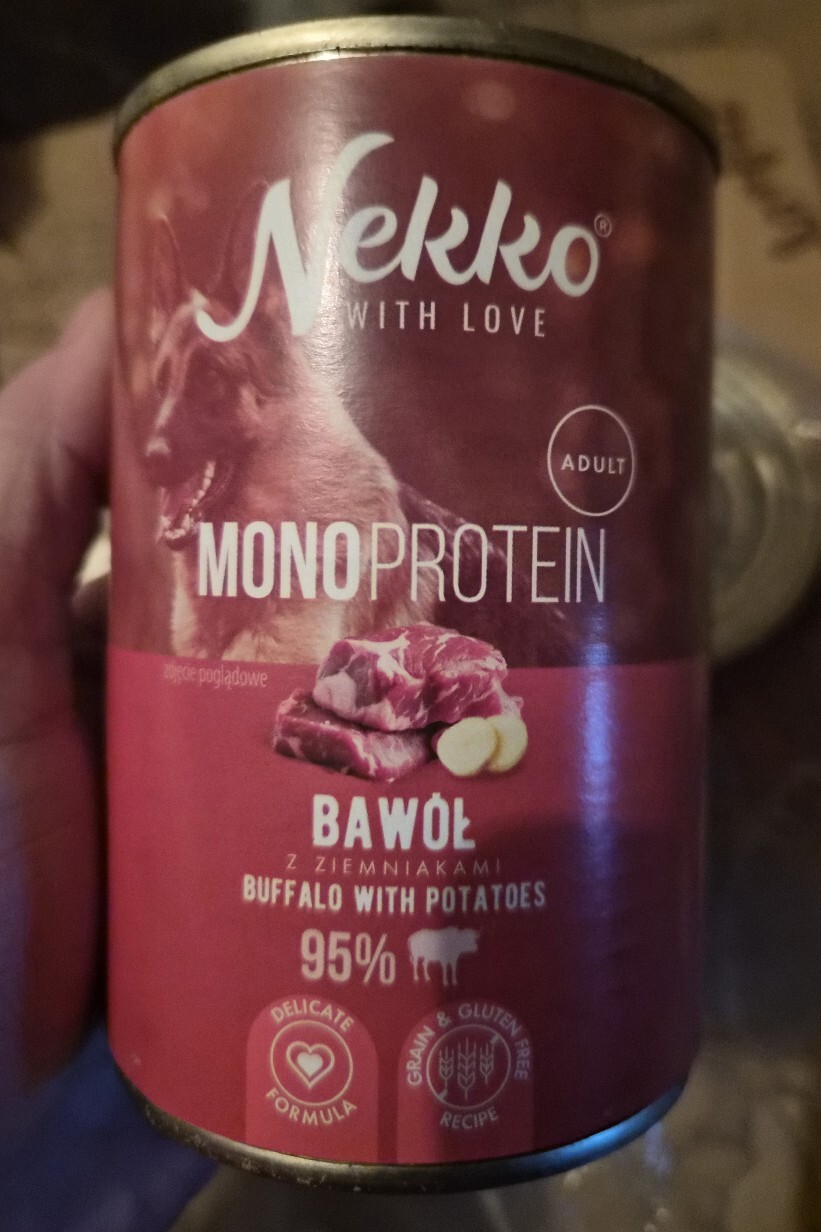 Nekko®
WITH LOVE
ADULT
MONOPROTEIN
zdjęcie poglądowe
BAWÓŁ
Z ZIEMNIAKAMI
BUFFALO WITH POTATOES
95%
DELICATE
FORMULA
GRAIN & GLUTEN FREE
RECIPE